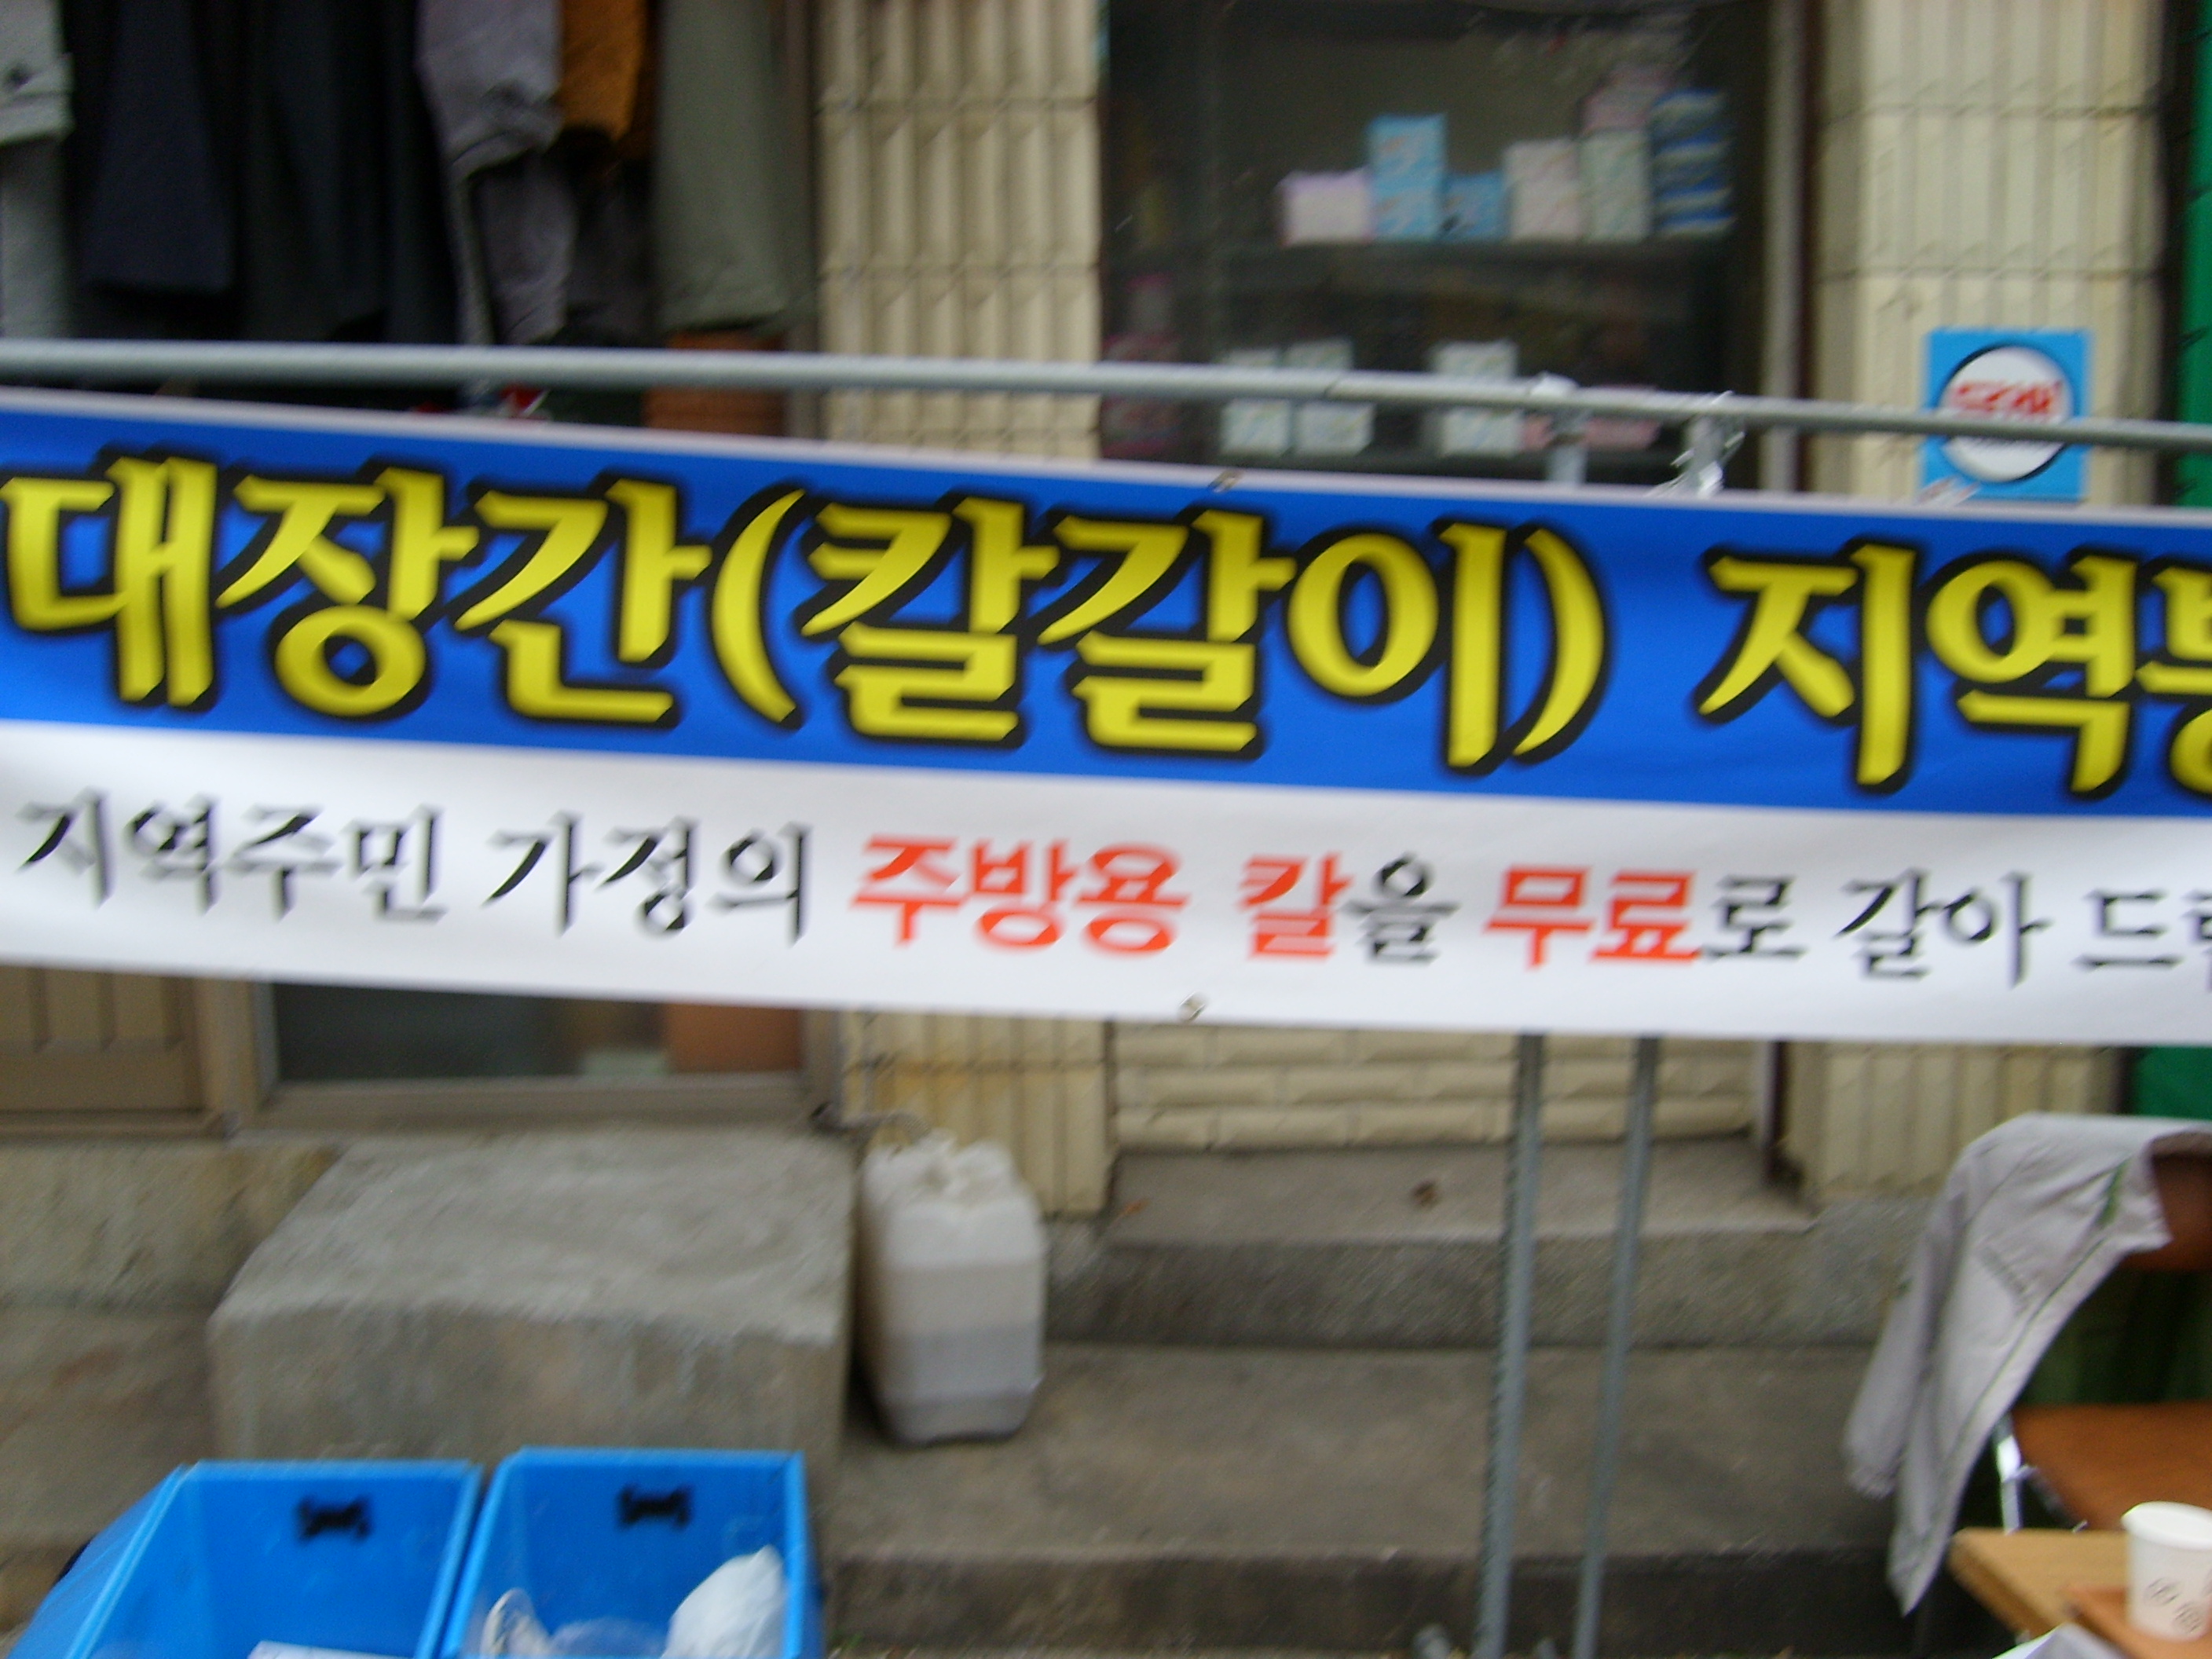 대장간(칼갈이) 지역
지역주민 가정의 주방용 칼을 무료로 갈아